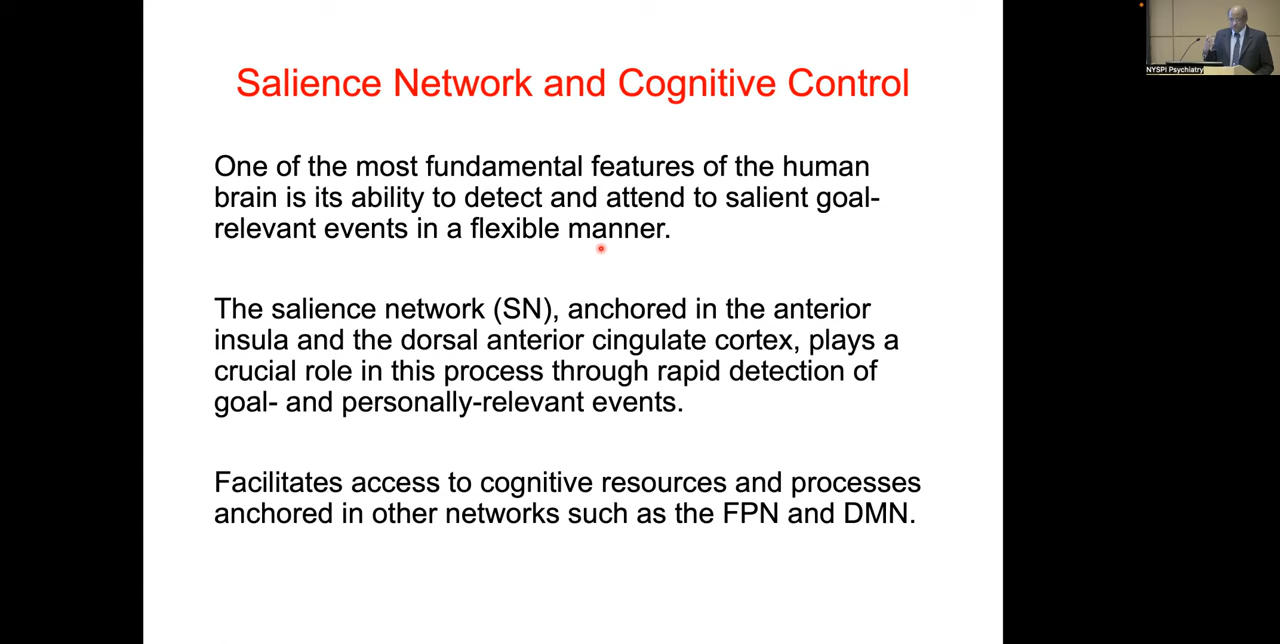 Salience Network and Cognitive Control
NYSPI Psychiatry
One of the most fundamental features of the human
brain is its ability to detect and attend to salient goal-
relevant events in a flexible manner.
The salience network (SN), anchored in the anterior
insula and the dorsal anterior cingulate cortex, plays a
crucial role in this process through rapid detection of
goal- and personally-relevant events.
Facilitates access to cognitive resources and processes
anchored in other networks such as the FPN and DMN.